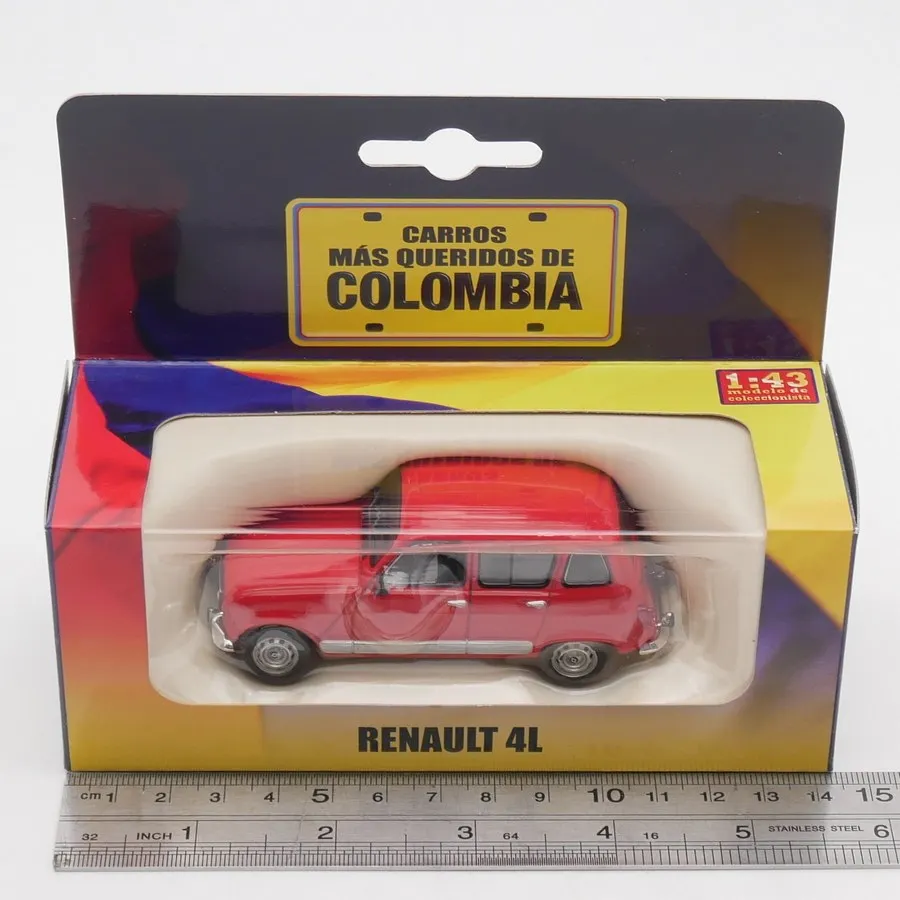 CARROS
MÁS QUERIDOS DE
COLOMBIA
1:43
modelo de
coleccionista
RENAULT 4L
cm 1 2 3 4 5 6 7 8 9 10 11 12 13 14 15
32 INCH 1 2 3 64 4 16 5 STAINLESS STEEL 6